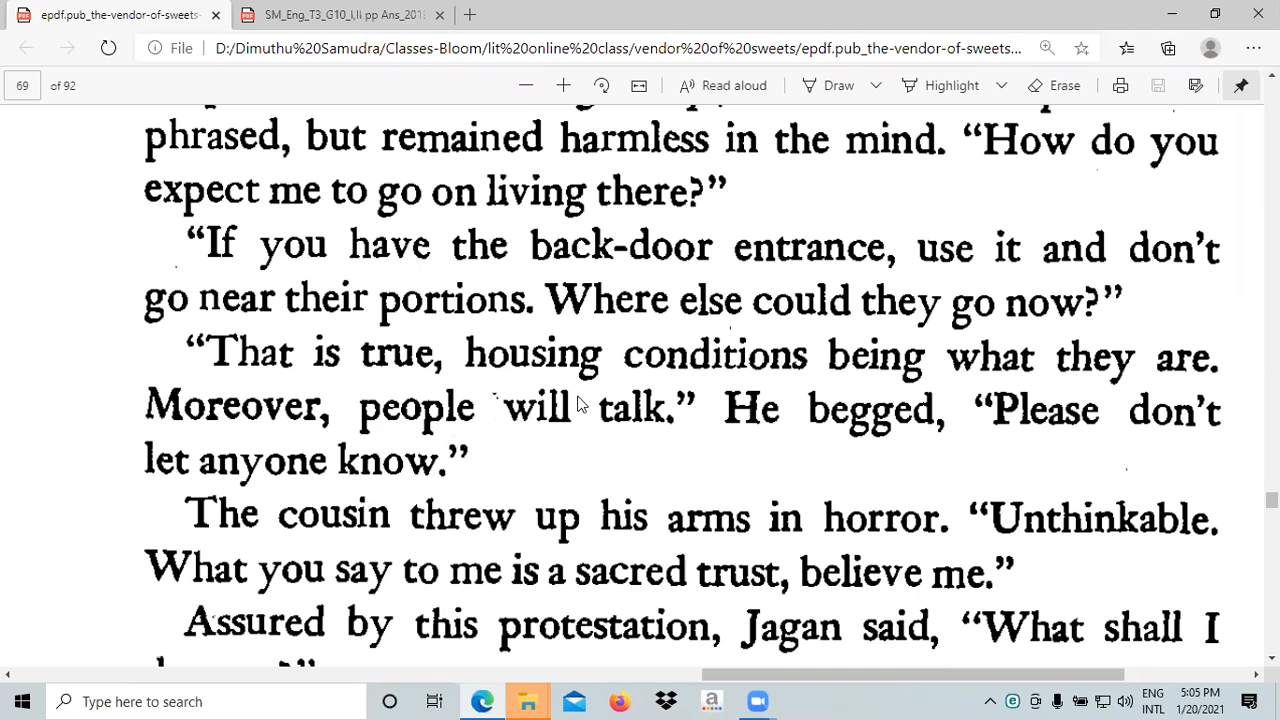 epdf.pub_the-vendor-of-sweets-
SM_Eng_T3_G10_I,Ii pp Ans_201
File
D:/Dimuthu%20Samudra/Classes-Bloom/lit%20online%20class/vendor%20of%20sweets/epdf.pub_the-vendor-of-sweets...
69 of 92
Read aloud
Draw
Highlight
Erase
phrased, but remained harmless in the mind. “How do you
expect me to go on living there?”
“If you have the back-door entrance, use it and don’t
go near their portions. Where else could they go now?”
“That is true, housing conditions being what they are.
Moreover, people will talk.” He begged, “Please don’t
let anyone know.”
The cousin threw up his arms in horror. “Unthinkable.
What you say to me is a sacred trust, believe me.”
Assured by this protestation, Jagan said, “What shall I
Type here to search
ENG
INTL
5:05 PM
1/20/2021